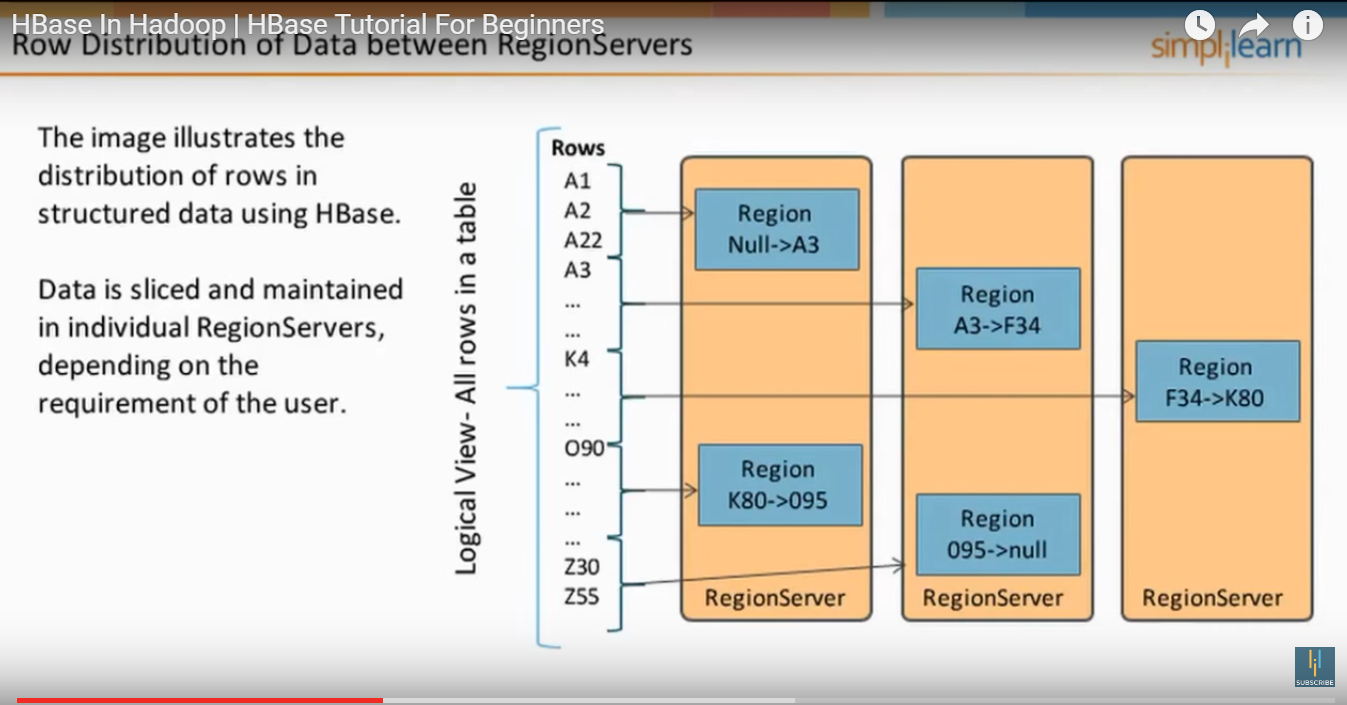 HBase In Hadoop | HBase Tutorial For Beginners
Row Distribution of Data between RegionServers
simplilearn
The image illustrates the
distribution of rows in
structured data using HBase.
Data is sliced and maintained
in individual RegionServers,
depending on the
requirement of the user.
Logical View- All rows in a table
Rows
A1
A2
A22
A3
...
...
K4
...
...
O90
...
...
...
Z30
Z55
Region
Null->A3
Region
K80->O95
RegionServer
Region
A3->F34
Region
O95->null
RegionServer
Region
F34->K80
RegionServer
SUBSCRIBE